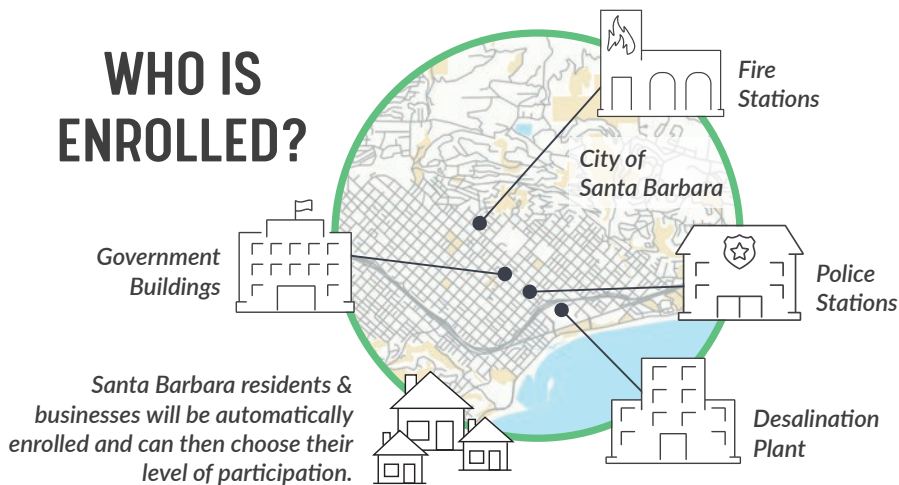 WHO IS
ENROLLED?
Fire
Stations
City of
Santa Barbara
Government
Buildings
Police
Stations
Santa Barbara residents &
businesses will be automatically
enrolled and can then choose their
level of participation.
Desalination
Plant